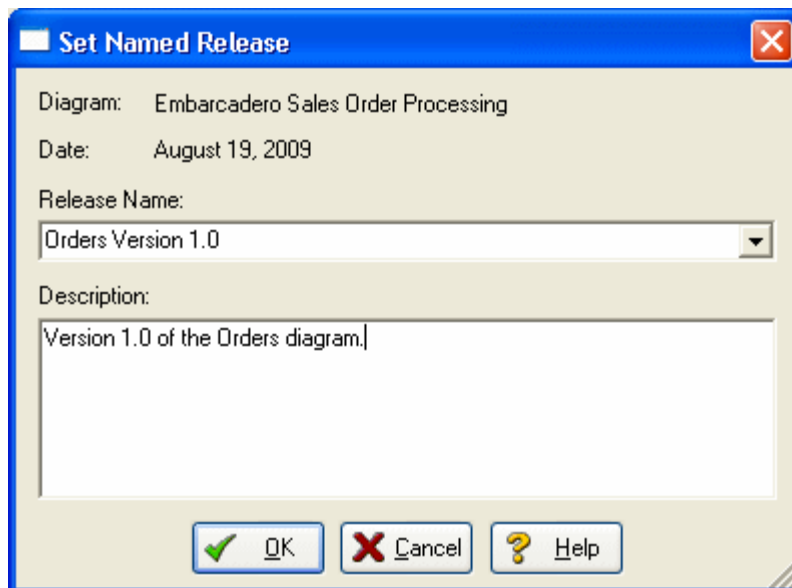 Set Named Release
Diagram: Embarcadero Sales Order Processing
Date: August 19, 2009
Release Name:
Orders Version 1.0
Description:
Version 1.0 of the Orders diagram.
OK Cancel Help